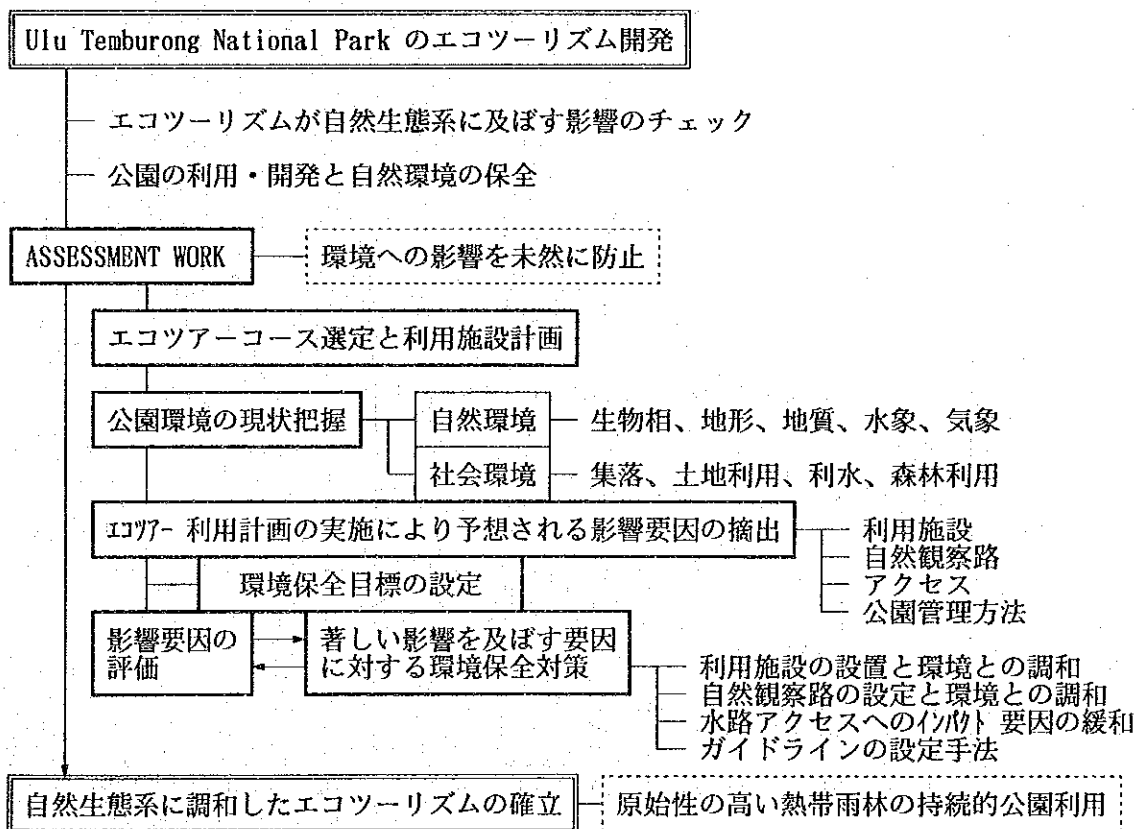 Ulu Temburong National Park のエコツーリズム開発
エコツーリズムが自然生態系に及ぼす影響のチェック
公園の利用・開発と自然環境の保全
ASSESSMENT WORK
環境への影響を未然に防止
エコツアーコース選定と利用施設計画
公園環境の現状把握
自然環境
生物相、地形、地質、水象、気象
社会環境
集落、土地利用、利水、森林利用
エコツアー 利用計画の実施により予想される影響要因の摘出
利用施設
自然観察路
アクセス
公園管理方法
環境保全目標の設定
影響要因の
評価
著しい影響を及ぼす要因
に対する環境保全対策
利用施設の設置と環境との調和
自然観察路の設定と環境との調和
水路アクセスへのインパクト 要因の緩和
ガイドラインの設定手法
自然生態系に調和したエコツーリズムの確立
原始性の高い熱帯雨林の持続的公園利用